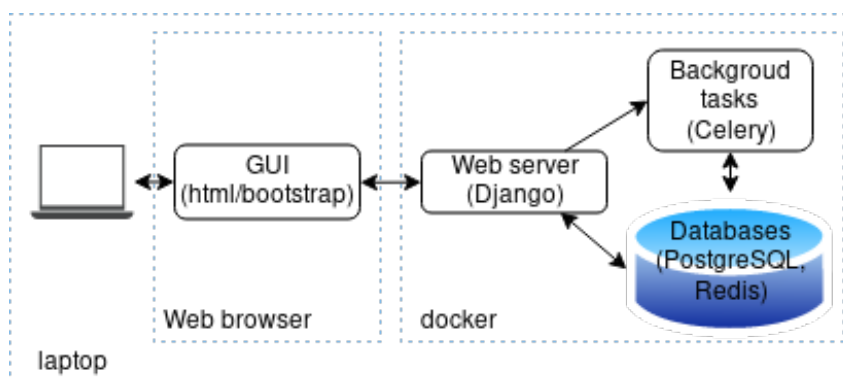 Backgroud
tasks
(Celery)
GUI
(html/bootstrap)
Web server
(Django)
Databases
(PostgreSQL,
Redis)
Web browser
docker
laptop